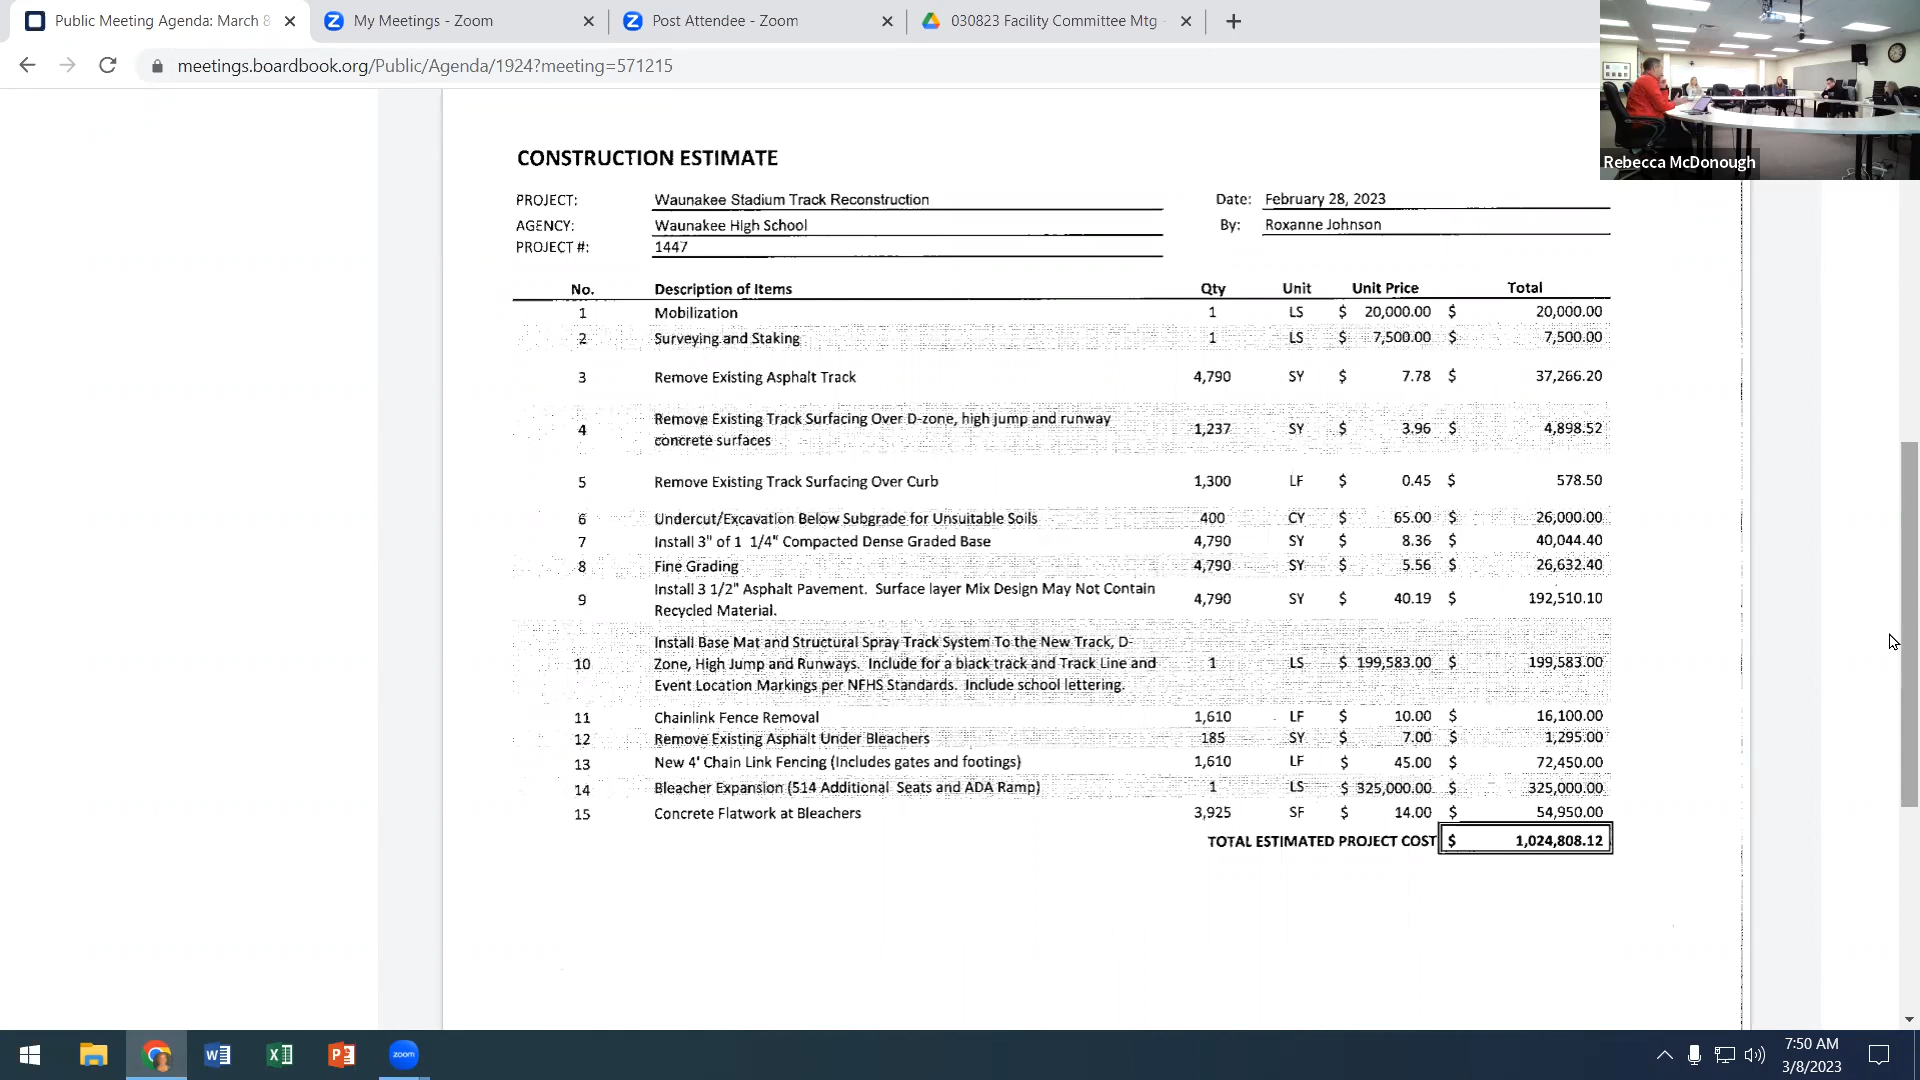 Public Meeting Agenda: March 8
My Meetings - Zoom
Post Attendee - Zoom
030823 Facility Committee Mtg -
meetings.boardbook.org/Public/Agenda/1924?meeting=571215
Rebecca McDonough
CONSTRUCTION ESTIMATE
PROJECT: Waunakee Stadium Track Reconstruction Date: February 28, 2023
AGENCY: Waunakee High School By: Roxanne Johnson
PROJECT #: 1447
No. Description of Items Qty Unit Unit Price Total
1 Mobilization 1 LS $ 20,000.00 $ 20,000.00
2 Surveying and Staking 1 LS $ 7,500.00 $ 7,500.00
3 Remove Existing Asphalt Track 4,790 SY $ 7.78 $ 37,266.20
4 Remove Existing Track Surfacing Over D-zone, high jump and runway
concrete surfaces 1,237 SY $ 3.96 $ 4,898.52
5 Remove Existing Track Surfacing Over Curb 1,300 LF $ 0.45 $ 578.50
6 Undercut/Excavation Below Subgrade for Unsuitable Soils 400 CY $ 65.00 $ 26,000.00
7 Install 3" of 1 1/4" Compacted Dense Graded Base 4,790 SY $ 8.36 $ 40,044.40
8 Fine Grading 4,790 SY $ 5.56 $ 26,632.40
9 Install 3 1/2" Asphalt Pavement. Surface layer Mix Design May Not Contain
Recycled Material. 4,790 SY $ 40.19 $ 192,510.10
Install Base Mat and Structural Spray Track System To the New Track, D-
10 Zone, High Jump and Runways. Include for a black track and Track Line and 1 LS $ 199,583.00 $ 199,583.00
Event Location Markings per NFHS Standards. Include school lettering.
11 Chainlink Fence Removal 1,610 LF $ 10.00 $ 16,100.00
12 Remove Existing Asphalt Under Bleachers 185 SY $ 7.00 $ 1,295.00
13 New 4' Chain Link Fencing (Includes gates and footings) 1,610 LF $ 45.00 $ 72,450.00
14 Bleacher Expansion (514 Additional Seats and ADA Ramp) 1 LS $ 325,000.00 $ 325,000.00
15 Concrete Flatwork at Bleachers 3,925 SF $ 14.00 $ 54,950.00
TOTAL ESTIMATED PROJECT COST $ 1,024,808.12
zoom
7:50 AM
3/8/2023